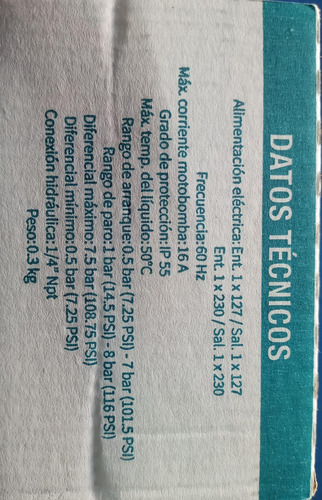 DATOS TÉCNICOS
Alimentación eléctrica: Ent. 1 x 127 / Sal. 1 x 127
Ent. 1 x 230 / Sal. 1 x 230
Frecuencia: 60 Hz
Máx. corriente motobomba: 16 A
Grado de protección: IP 55
Máx. temp. del líquido: 50°C
Rango de arranque: 0.5 bar (7.25 PSI) - 7 bar (101.5 PSI)
Rango de paro: 1 bar (14.5 PSI) - 8 bar (116 PSI)
Diferencial máximo: 7.5 bar (108.75 PSI)
Diferencial mínimo: 0.5 bar (7.25 PSI)
Conexión hidráulica: 1/4" Npt
Peso: 0.3 kg